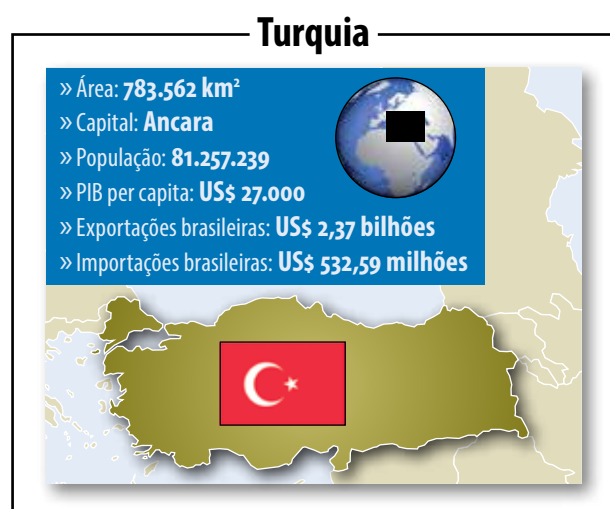 Turquia
» Área: 783.562 km²
» Capital: Ancara
» População: 81.257.239
» PIB per capita: US$ 27.000
» Exportações brasileiras: US$ 2,37 bilhões
» Importações brasileiras: US$ 532,59 milhões